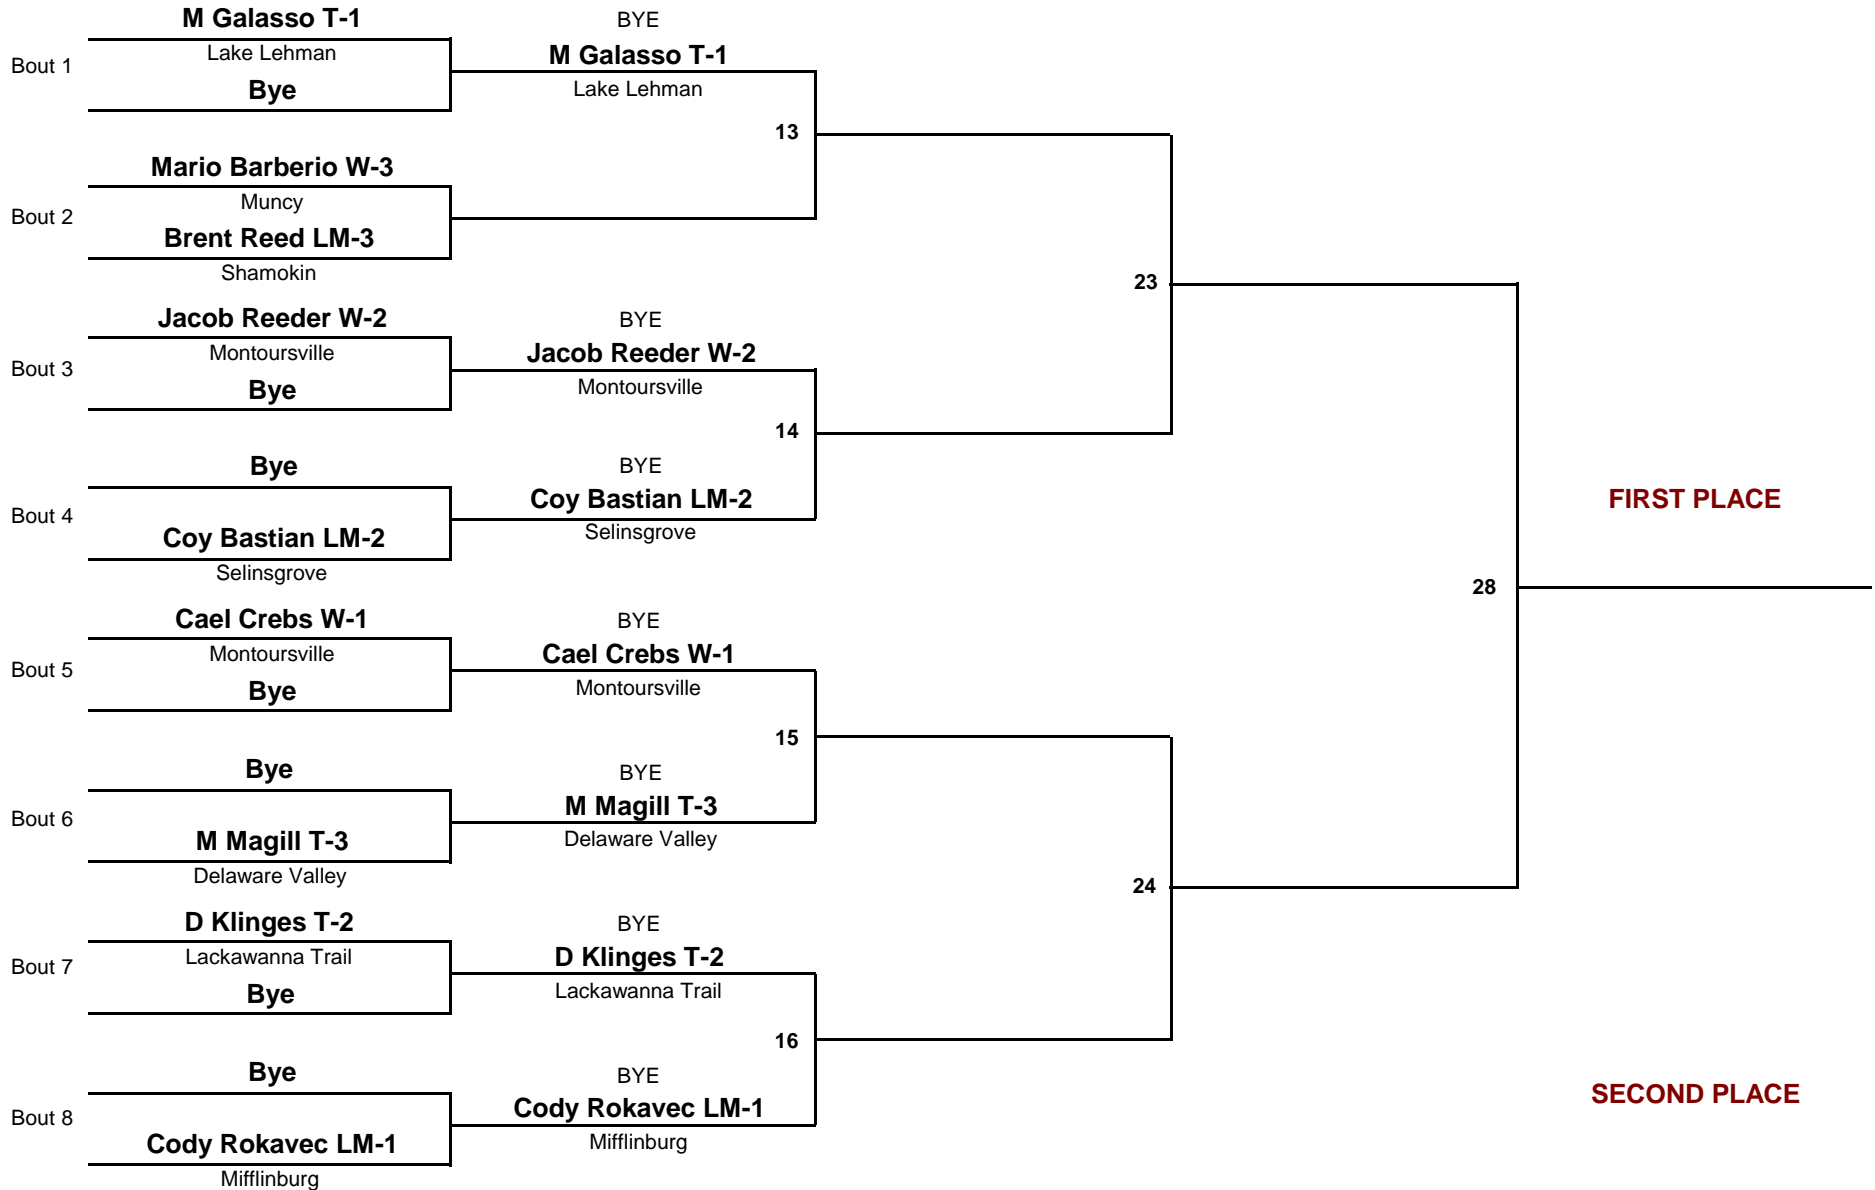 M Galasso T-1
BYE
Bout 1
Lake Lehman
M Galasso T-1
Bye
Lake Lehman
13
Mario Barberio W-3
Bout 2
Muncy
Brent Reed LM-3
Shamokin
23
Jacob Reeder W-2
BYE
Bout 3
Montoursville
Jacob Reeder W-2
Bye
Montoursville
14
Bye
BYE
Bout 4
Coy Bastian LM-2
Coy Bastian LM-2
Selinsgrove
Selinsgrove
FIRST PLACE
28
Cael Crebs W-1
BYE
Bout 5
Montoursville
Cael Crebs W-1
Bye
Montoursville
15
Bye
BYE
Bout 6
M Magill T-3
M Magill T-3
Delaware Valley
Delaware Valley
24
D Klinges T-2
BYE
Bout 7
Lackawanna Trail
D Klinges T-2
Bye
Lackawanna Trail
16
Bye
BYE
Bout 8
Cody Rokavec LM-1
Cody Rokavec LM-1
Mifflinburg
Mifflinburg
SECOND PLACE